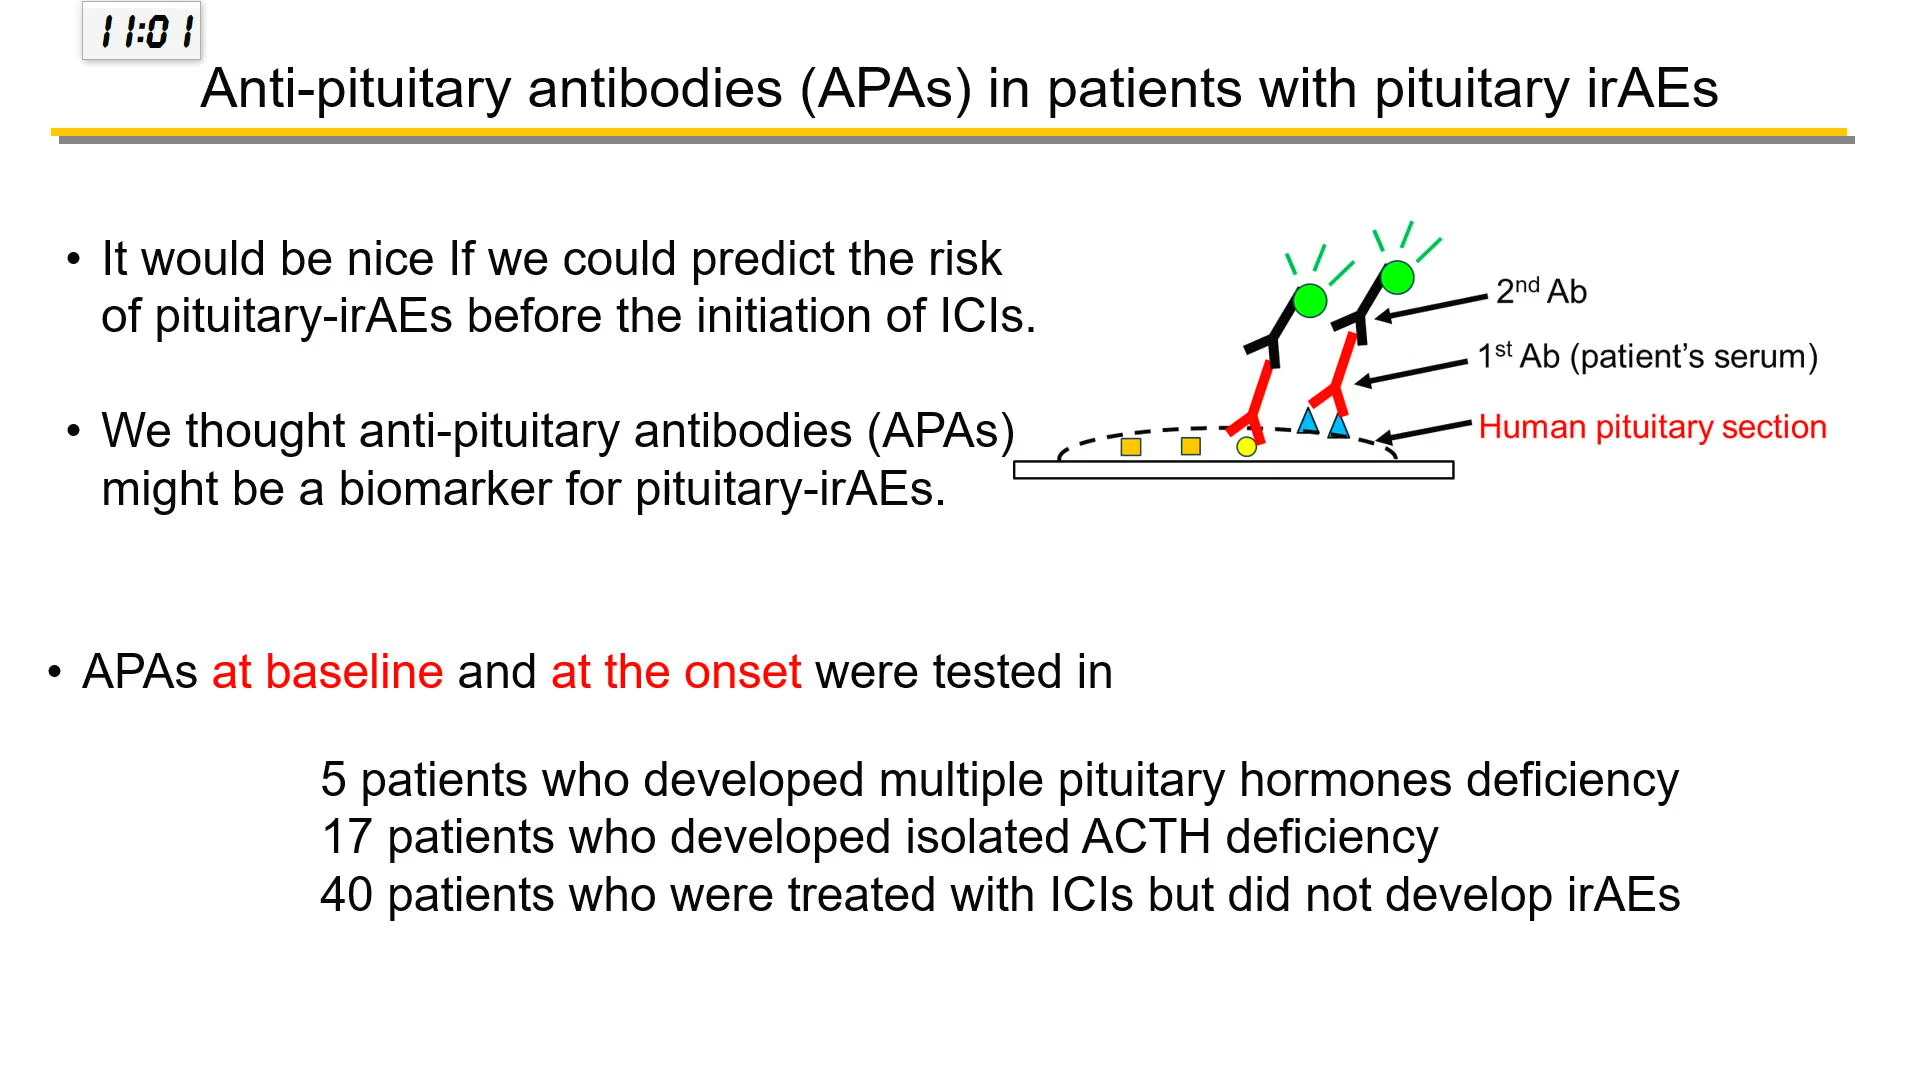 11:01
Anti-pituitary antibodies (APAs) in patients with pituitary irAEs
• It would be nice If we could predict the risk
of pituitary-irAEs before the initiation of ICIs.
• We thought anti-pituitary antibodies (APAs)
might be a biomarker for pituitary-irAEs.
2nd Ab
1st Ab (patient’s serum)
Human pituitary section
• APAs at baseline and at the onset were tested in
5 patients who developed multiple pituitary hormones deficiency
17 patients who developed isolated ACTH deficiency
40 patients who were treated with ICIs but did not develop irAEs